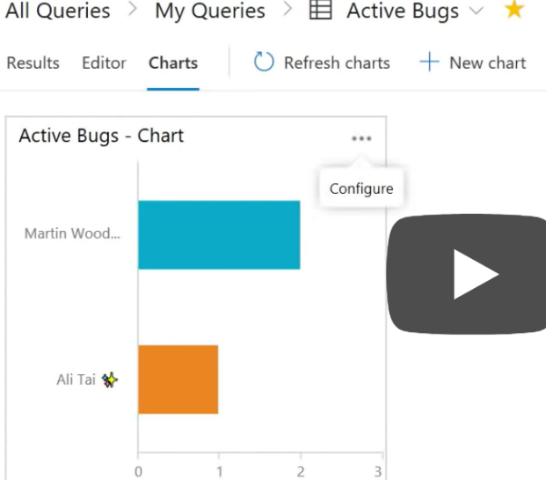 All Queries > My Queries > Active Bugs
Results Editor Charts Refresh charts + New chart
Active Bugs - Chart ...
Configure
Martin Wood...
Ali Tai
0 1 2 3